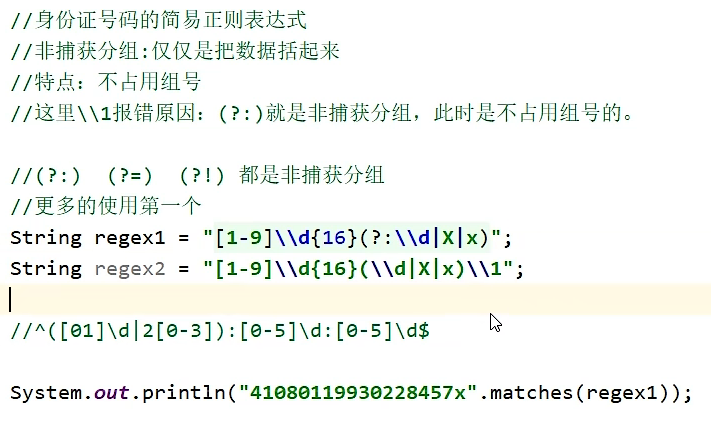 //身份证号码的简易正则表达式
//非捕获分组:仅仅是把数据括起来
//特点：不占用组号
//这里\\1报错原因：(?:)就是非捕获分组，此时是不占用组号的。
//(?:)  (?=)  (?!) 都是非捕获分组
//更多的使用第一个
String regex1 = "[1-9]\\d{16}(?:\\d|X|x)";
String regex2 = "[1-9]\\d{16}(\\d|X|x)\\1";
//^([01]\d|2[0-3]):[0-5]\d:[0-5]\d$
System.out.println("41080119930228457x".matches(regex1));